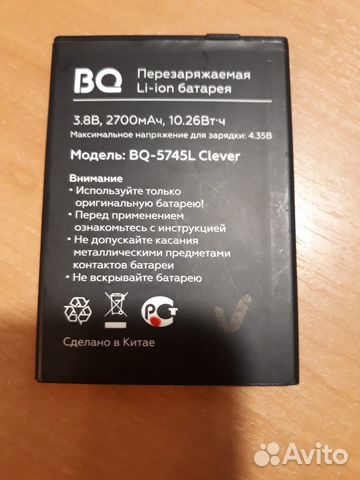 BQ
Перезаряжаемая
Li-ion батарея
3.8В, 2700мАч, 10.26Вт·ч
Максимальное напряжение для зарядки: 4.35В
Модель: BQ-5745L Clever
Внимание
• Используйте только
оригинальную батарею!
• Перед применением
ознакомьтесь с инструкцией
• Не допускайте касания
металлическими предметами
контактов батареи
• Не вскрывайте батарею
РСТ
Сделано в Китае
Avito